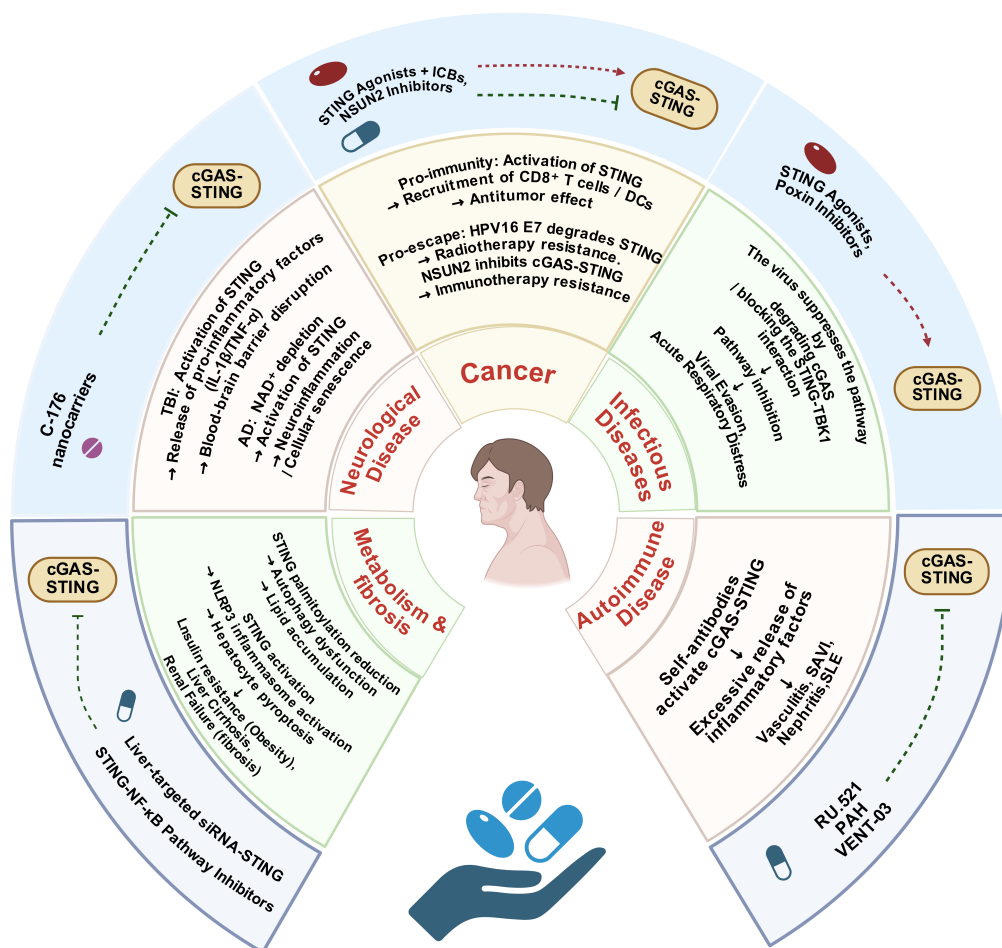 STING Agonists + ICBs,
NSUN2 Inhibitors
cGAS-
STING
Pro-immunity: Activation of STING
→ Recruitment of CD8⁺ T cells / DCs
→ Antitumor effect
Pro-escape: HPV16 E7 degrades STING
→ Radiotherapy resistance.
NSUN2 inhibits cGAS-STING
→ Immunotherapy resistance
Cancer
STING Agonists,
Poxin Inhibitors
cGAS-
STING
The virus suppresses the pathway
by
degrading cGAS
/ blocking the STING-TBK1
interaction
↓
Pathway inhibition
↓
Viral Evasion,
Acute Respiratory Distress
Infectious
Diseases
cGAS-
STING
RU.521
PAH
VENT-03
Self-antibodies
activate cGAS-STING
↓
Excessive release of
inflammatory factors
↓
Vasculitis, SAVI,
Nephritis,SLE
Autoimmune
Disease
cGAS-
STING
C-176
nanocarriers
TBI: Activation of STING
→ Release of pro-inflammatory factors
(IL-1β/TNF-α)
→ Blood-brain barrier disruption
AD: NAD⁺ depletion
→ Activation of STING
→ Neuroinflammation
/ Cellular senescence
Neurological
Disease
cGAS-
STING
Liver-targeted siRNA-STING
STING-NF-κB Pathway Inhibitors
STING palmitoylation reduction
→ Autophagy dysfunction
→ Lipid accumulation
STING activation
→ NLRP3 inflammasome activation
→ Hepatocyte pyroptosis
↓
Lnsulin resistance (Obesity),
Liver Cirrhosis,
Renal Failure (fibrosis)
Metabolism &
fibrosis